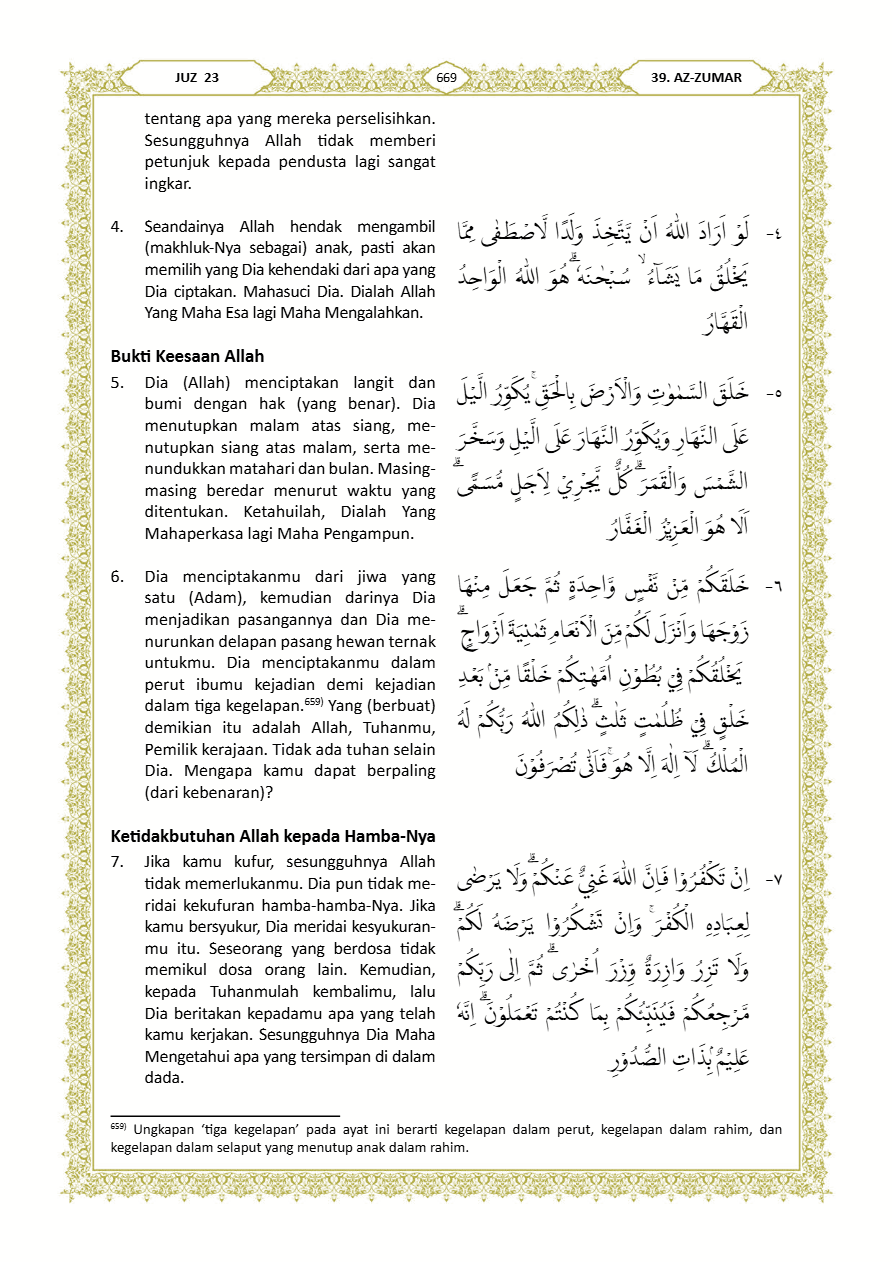 JUZ 23
669
39. AZ-ZUMAR
tentang apa yang mereka perselisihkan.
Sesungguhnya Allah tidak memberi
petunjuk kepada pendusta lagi sangat
ingkar.
4. Seandainya Allah hendak mengambil
(makhluk-Nya sebagai) anak, pasti akan
memilih yang Dia kehendaki dari apa yang
Dia ciptakan. Mahasuci Dia. Dialah Allah
Yang Maha Esa lagi Maha Mengalahkan.
٤- لَوْ اَرَادَ اللّٰهُ اَنْ يَّتَّخِذَ وَلَدًا لَّاصْطَفٰى مِمَّا
يَخْلُقُ مَا يَشَاۤءُ ۙ سُبْحٰنَهٗ ۗهُوَ اللّٰهُ الْوَاحِدُ
الْقَهَّارُ
Bukti Keesaan Allah
5. Dia (Allah) menciptakan langit dan
bumi dengan hak (yang benar). Dia
menutupkan malam atas siang, me-
nutupkan siang atas malam, serta me-
nundukkan matahari dan bulan. Masing-
masing beredar menurut waktu yang
ditentukan. Ketahuilah, Dialah Yang
Mahaperkasa lagi Maha Pengampun.
٥- خَلَقَ السَّمٰوٰتِ وَالْاَرْضَ بِالْحَقِّ ۚ يُكَوِّرُ الَّيْلَ
عَلَى النَّهَارِ وَيُكَوِّرُ النَّهَارَ عَلَى الَّيْلِ وَسَخَّرَ
الشَّمْسَ وَالْقَمَرَ ۗ كُلٌّ يَّجْرِيْ لِاَجَلٍ مُّسَمًّى ۗ
اَلَا هُوَ الْعَزِيْزُ الْغَفَّارُ
6. Dia menciptakanmu dari jiwa yang
satu (Adam), kemudian darinya Dia
menjadikan pasangannya dan Dia me-
nurunkan delapan pasang hewan ternak
untukmu. Dia menciptakanmu dalam
perut ibumu kejadian demi kejadian
dalam tiga kegelapan.659) Yang (berbuat)
demikian itu adalah Allah, Tuhanmu,
Pemilik kerajaan. Tidak ada tuhan selain
Dia. Mengapa kamu dapat berpaling
(dari kebenaran)?
٦- خَلَقَكُمْ مِّنْ نَّفْسٍ وَّاحِدَةٍ ثُمَّ جَعَلَ مِنْهَا
زَوْجَهَا وَاَنْزَلَ لَكُمْ مِّنَ الْاَنْعَامِ ثَمٰنِيَةَ اَزْوَاجٍ ۗ
يَخْلُقُكُمْ فِيْ بُطُوْنِ اُمَّهٰتِكُمْ خَلْقًا مِّنْۢ بَعْدِ
خَلْقٍ فِيْ ظُلُمٰتٍ ثَلٰثٍ ۗ ذٰلِكُمُ اللّٰهُ رَبُّكُمْ لَهُ
الْمُلْكُ ۗ لَآ اِلٰهَ اِلَّا هُوَ ۚ فَاَنّٰى تُصْرَفُوْنَ
Ketidakbutuhan Allah kepada Hamba-Nya
7. Jika kamu kufur, sesungguhnya Allah
tidak memerlukanmu. Dia pun tidak me-
ridai kekufuran hamba-hamba-Nya. Jika
kamu bersyukur, Dia meridai kesyukuran-
mu itu. Seseorang yang berdosa tidak
memikul dosa orang lain. Kemudian,
kepada Tuhanmulah kembalimu, lalu
Dia beritakan kepadamu apa yang telah
kamu kerjakan. Sesungguhnya Dia Maha
Mengetahui apa yang tersimpan di dalam
dada.
٧- اِنْ تَكْفُرُوْا فَاِنَّ اللّٰهَ غَنِيٌّ عَنْكُمْ ۗ وَلَا يَرْضٰى
لِعِبَادِهِ الْكُفْرَ ۚ وَاِنْ تَشْكُرُوْا يَرْضَهُ لَكُمْ ۗ
وَلَا تَزِرُ وَازِرَةٌ وِّزْرَ اُخْرٰى ۗ ثُمَّ اِلٰى رَبِّكُمْ
مَّرْجِعُكُمْ فَيُنَبِّئُكُمْ بِمَا كُنْتُمْ تَعْمَلُوْنَ ۗ اِنَّهٗ
عَلِيْمٌ ۢبِذَاتِ الصُّدُوْرِ
659) Ungkapan ‘tiga kegelapan’ pada ayat ini berarti kegelapan dalam perut, kegelapan dalam rahim, dan
kegelapan dalam selaput yang menutup anak dalam rahim.